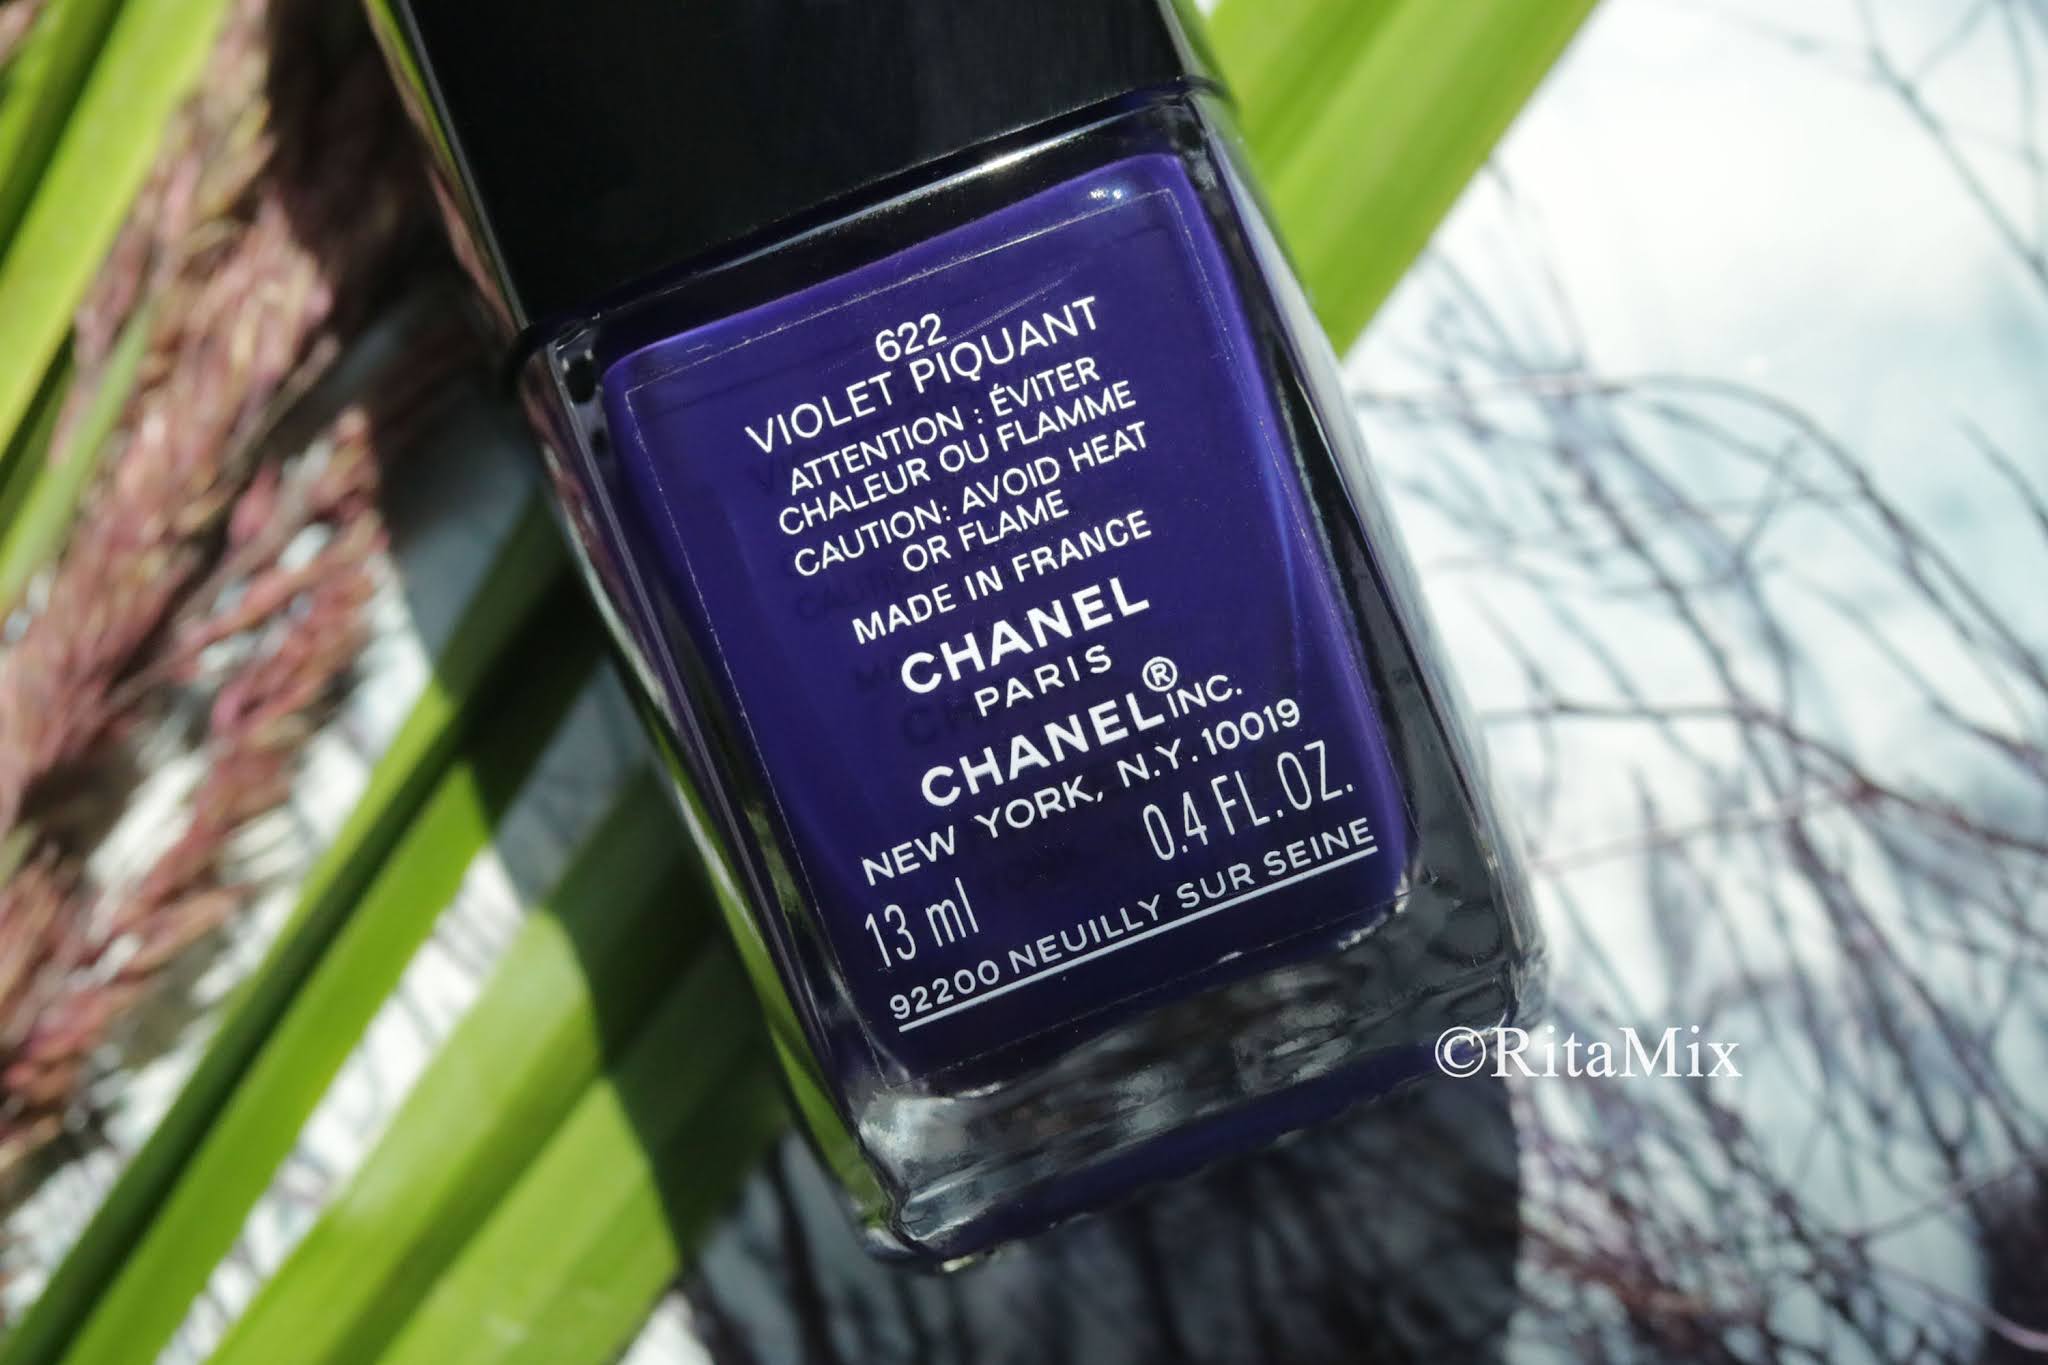 622
VIOLET PIQUANT
ATTENTION : ÉVITER
CHALEUR OU FLAMME
CAUTION: AVOID HEAT
OR FLAME
MADE IN FRANCE
CHANEL
PARIS
CHANEL® INC.
NEW YORK, N.Y. 10019
13 ml 0.4 FL.OZ.
92200 NEUILLY SUR SEINE
©RitaMix